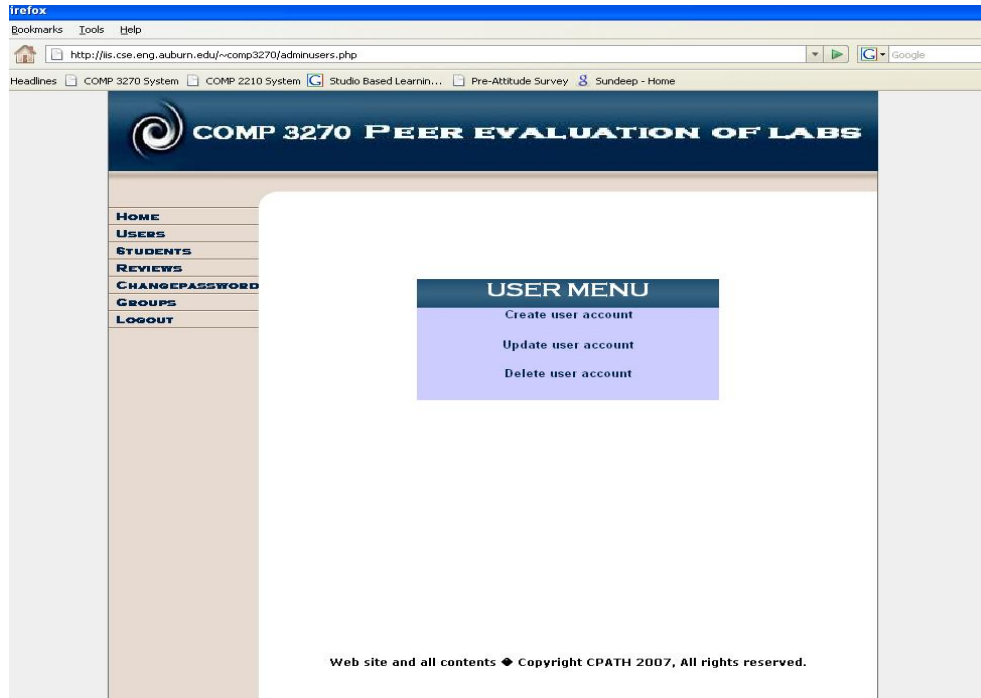 irefox
Bookmarks Tools Help
http://iis.cse.eng.auburn.edu/~comp3270/adminusers.php
G Google
Headlines COMP 3270 System COMP 2210 System G Studio Based Learnin... Pre-Attitude Survey 8 Sundeep - Home
COMP 3270 PEER EVALUATION OF LABS
HOME
USERS
STUDENTS
REVIEWS
CHANGEPASSWORD
GROUPS
LOGOUT
USER MENU
Create user account
Update user account
Delete user account
Web site and all contents � Copyright CPATH 2007, All rights reserved.